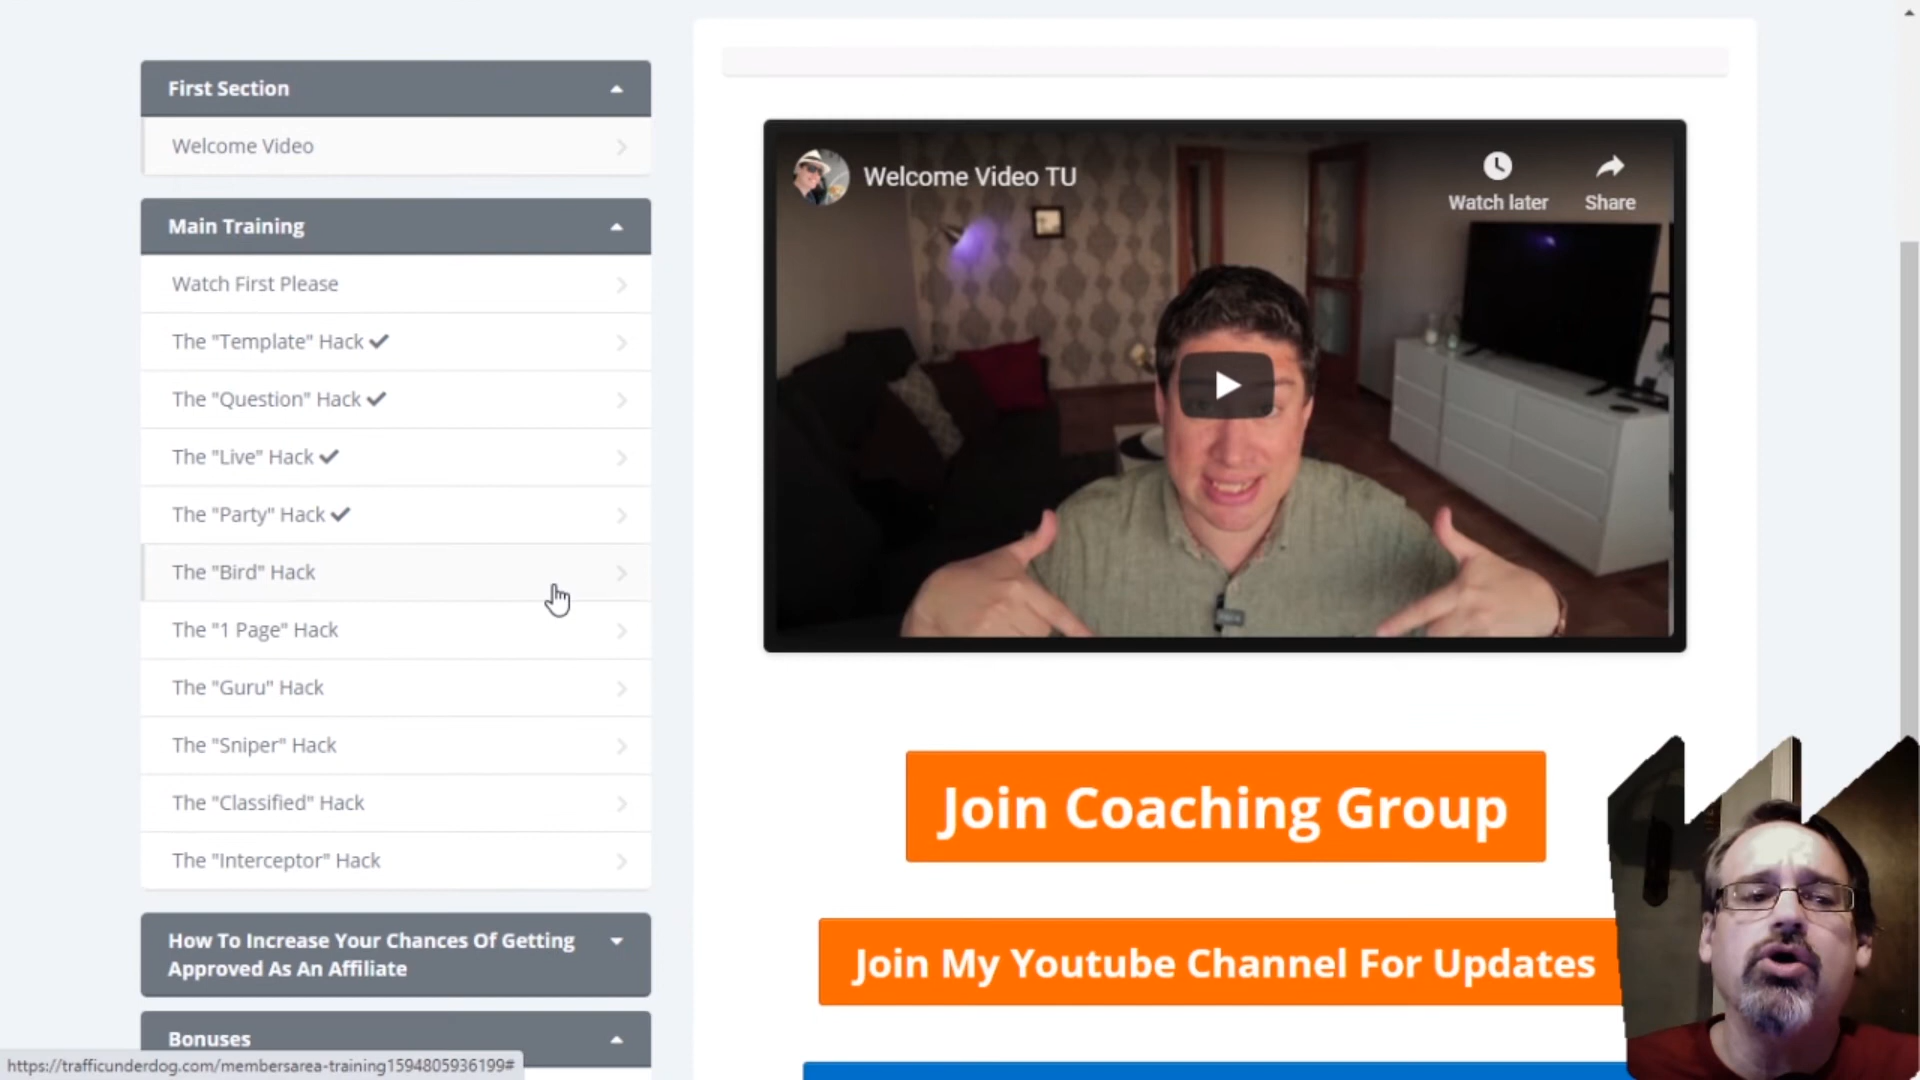 First Section
Welcome Video
Main Training
Watch First Please
The "Template" Hack
The "Question" Hack
The "Live" Hack
The "Party" Hack
The "Bird" Hack
The "1 Page" Hack
The "Guru" Hack
The "Sniper" Hack
The "Classified" Hack
The "Interceptor" Hack
How To Increase Your Chances Of Getting
Approved As An Affiliate
Bonuses
https://trafficunderdog.com/membersarea-training1594805936199#
Welcome Video TU
Watch later
Share
Join Coaching Group
Join My Youtube Channel For Updates